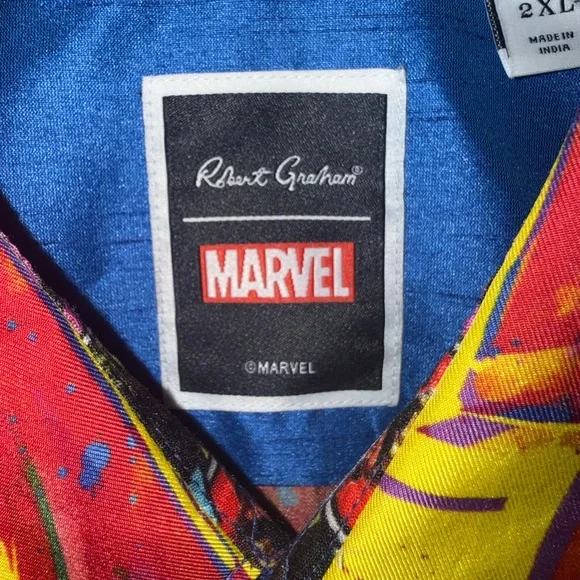 2XL
MADE IN
INDIA
Robert Graham®
MARVEL
©MARVEL